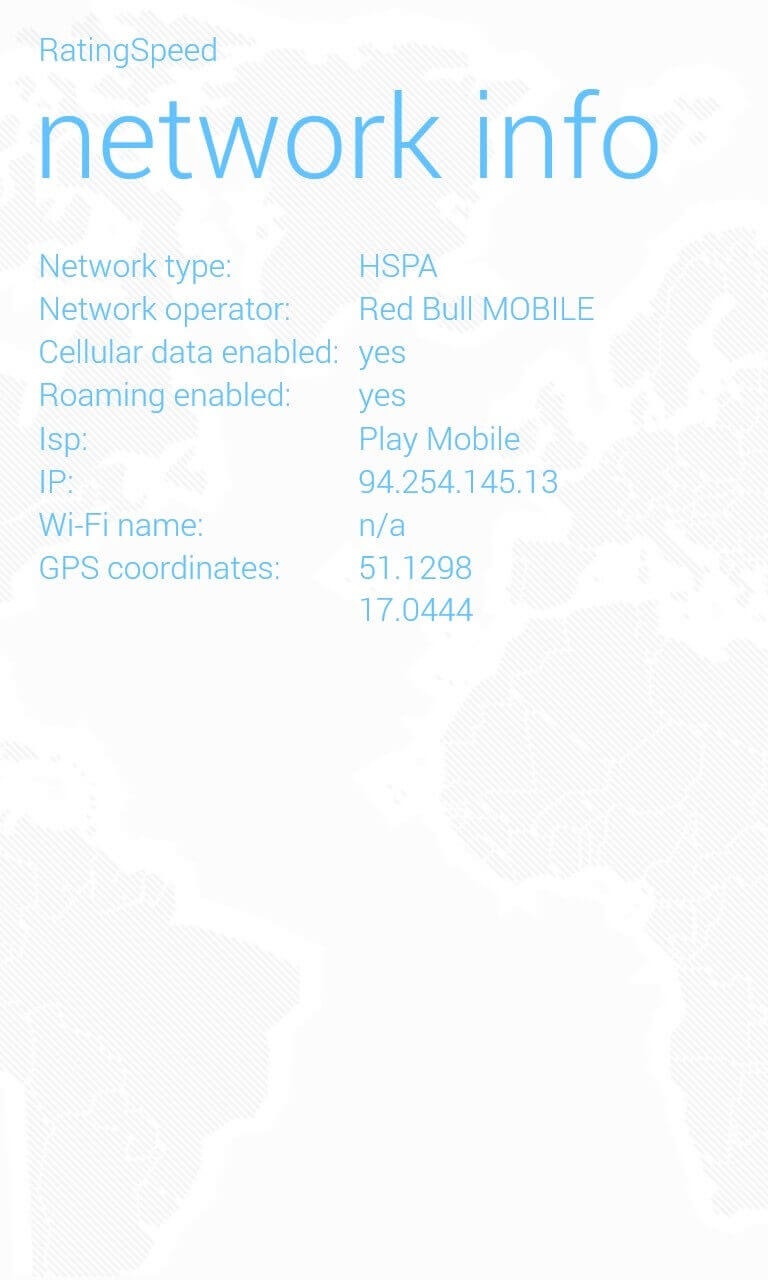 RatingSpeed
network info
Network type: HSPA
Network operator: Red Bull MOBILE
Cellular data enabled: yes
Roaming enabled: yes
Isp: Play Mobile
IP: 94.254.145.13
Wi-Fi name: n/a
GPS coordinates: 51.1298
17.0444